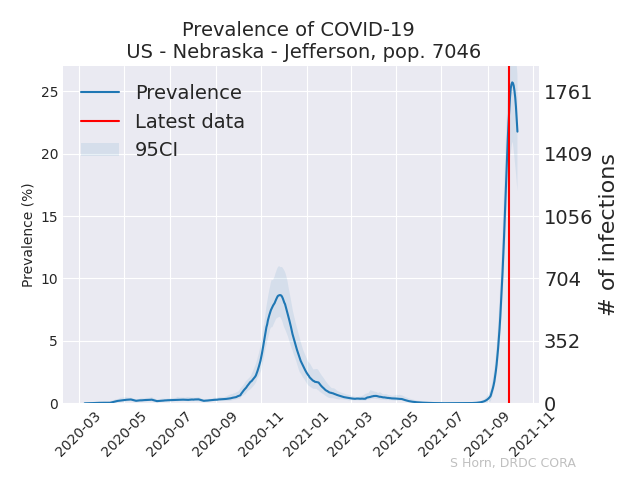 Prevalence of COVID-19
US - Nebraska - Jefferson, pop. 7046
Prevalence
Latest data
95CI
Prevalence (%)
25
20
15
10
5
0
1761
1409
1056
704
352
0
# of infections
2020-03
2020-05
2020-07
2020-09
2020-11
2021-01
2021-03
2021-05
2021-07
2021-09
2021-11
S Horn, DRDC CORA